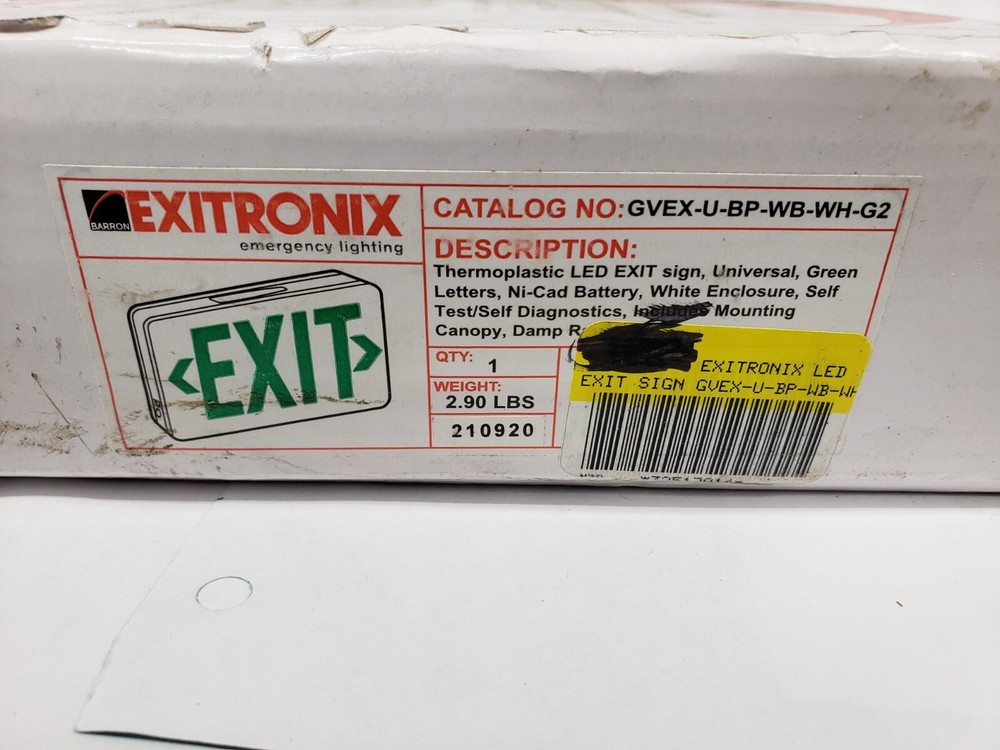 BARRON
EXITRONIX
emergency lighting
EXIT
CATALOG NO: GVEX-U-BP-WB-WH-G2
DESCRIPTION:
Thermoplastic LED EXIT sign, Universal, Green
Letters, Ni-Cad Battery, White Enclosure, Self
Test/Self Diagnostics, Includes Mounting
Canopy, Damp
QTY: 1
WEIGHT:
2.90 LBS
210920
EXITRONIX LED
EXIT SIGN GVEX-U-BP-WB-WH